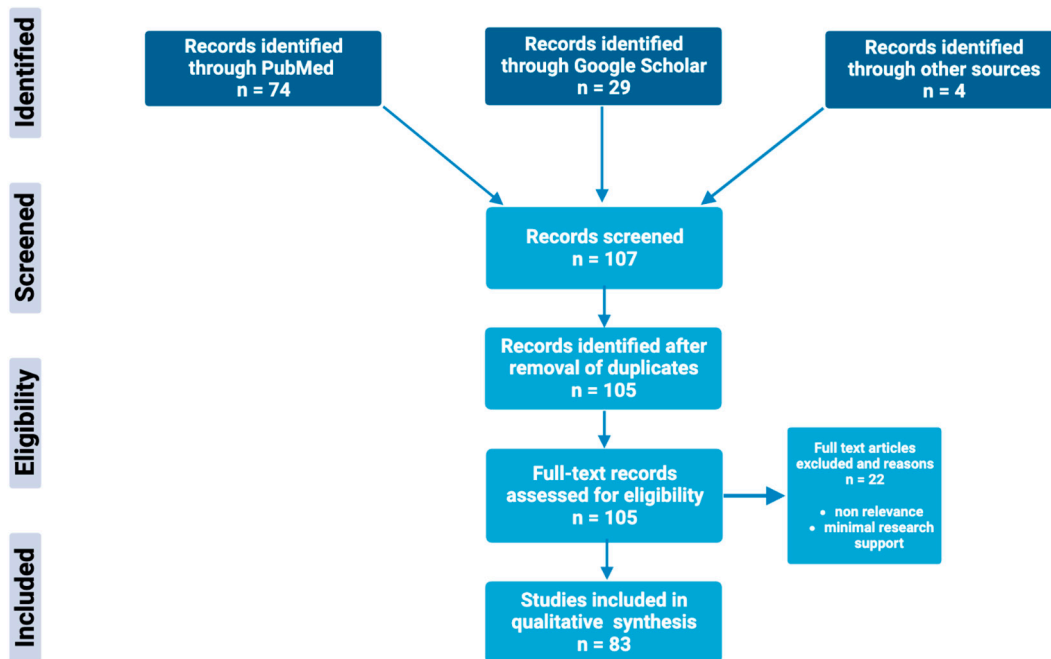 Identified
Records identified
through PubMed
n = 74
Records identified
through Google Scholar
n = 29
Records identified
through other sources
n = 4
Screened
Records screened
n = 107
Records identified after
removal of duplicates
n = 105
Eligibility
Full-text records
assessed for eligibility
n = 105
Full text articles
excluded and reasons
n = 22
• non relevance
• minimal research
support
Included
Studies included in
qualitative synthesis
n = 83